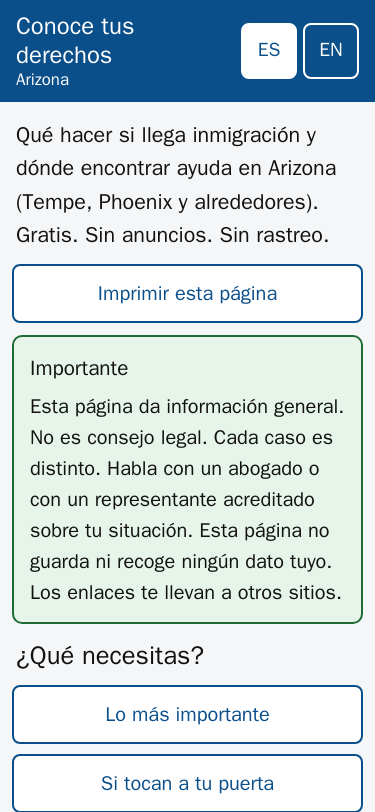 Conoce tus
derechos
Arizona
ES
EN
Qué hacer si llega inmigración y
dónde encontrar ayuda en Arizona
(Tempe, Phoenix y alrededores).
Gratis. Sin anuncios. Sin rastreo.
Imprimir esta página
Importante
Esta página da información general.
No es consejo legal. Cada caso es
distinto. Habla con un abogado o
con un representante acreditado
sobre tu situación. Esta página no
guarda ni recoge ningún dato tuyo.
Los enlaces te llevan a otros sitios.
¿Qué necesitas?
Lo más importante
Si tocan a tu puerta